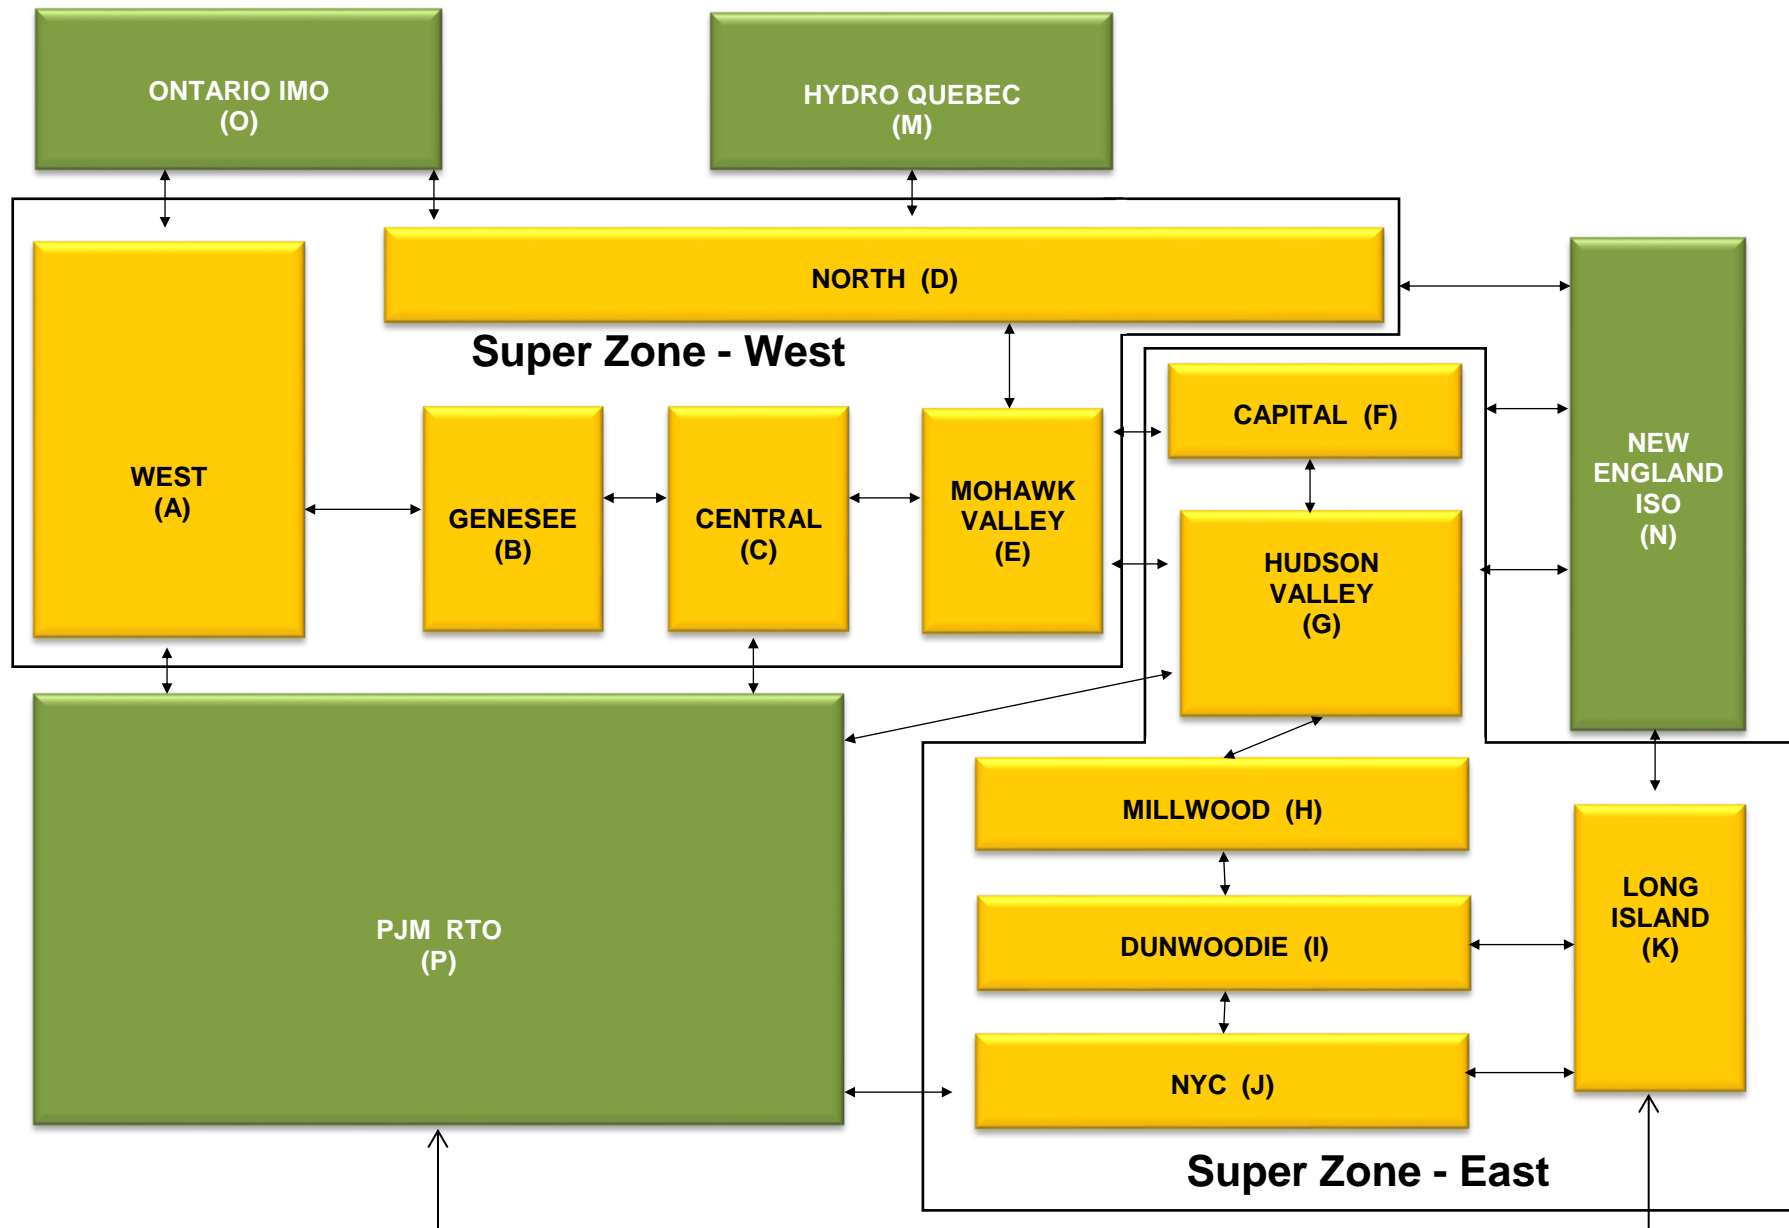 ONTARIO IMO
(O)
HYDRO QUEBEC
(M)
NORTH (D)
Super Zone - West
WEST
(A)
GENESEE
(B)
CENTRAL
(C)
MOHAWK
VALLEY
(E)
CAPITAL (F)
HUDSON
VALLEY
(G)
NEW
ENGLAND
ISO
(N)
PJM RTO
(P)
MILLWOOD (H)
DUNWOODIE (I)
NYC (J)
LONG
ISLAND
(K)
Super Zone - East